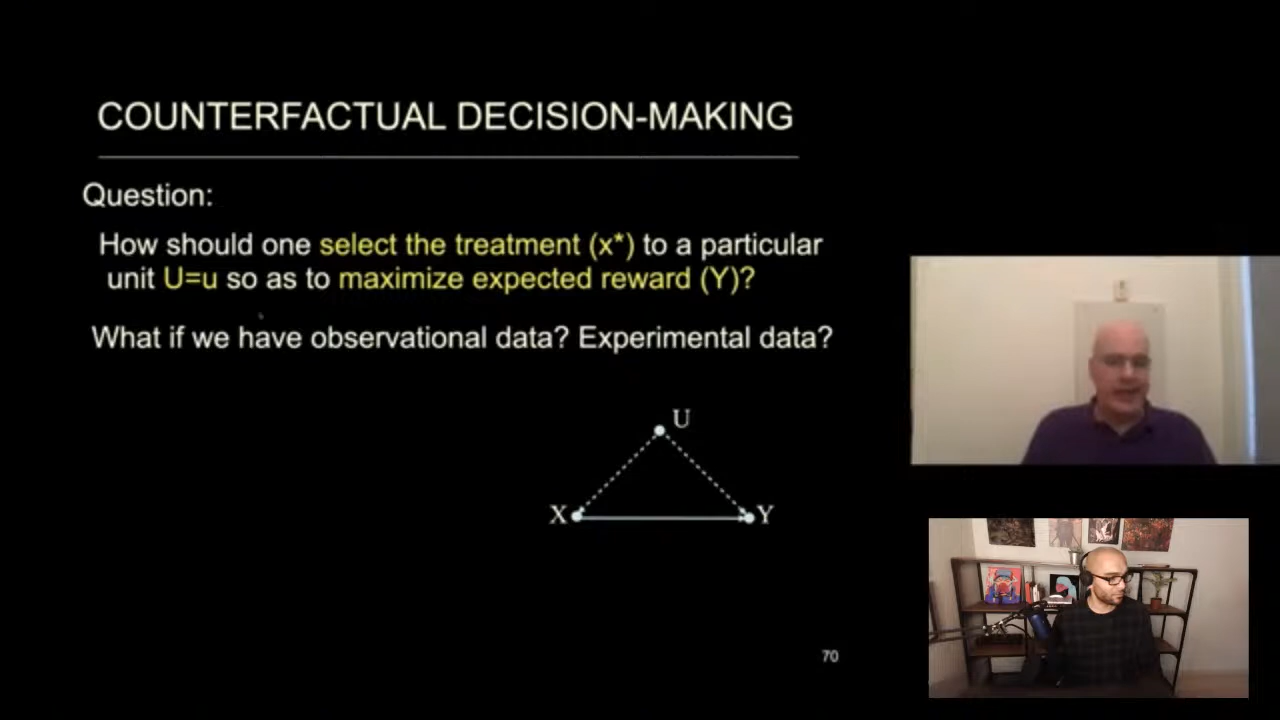 COUNTERFACTUAL DECISION-MAKING
Question:
How should one select the treatment (x*) to a particular
unit U=u so as to maximize expected reward (Y)?
What if we have observational data? Experimental data?
U
X
Y
70